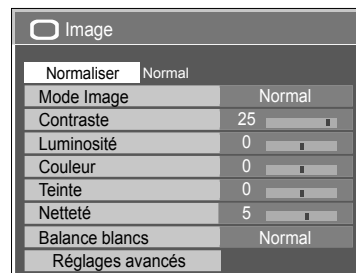 Image
Normaliser Normal
Mode Image Normal
Contraste 25
Luminosité 0
Couleur 0
Teinte 0
Netteté 5
Balance blancs Normal
Réglages avancés